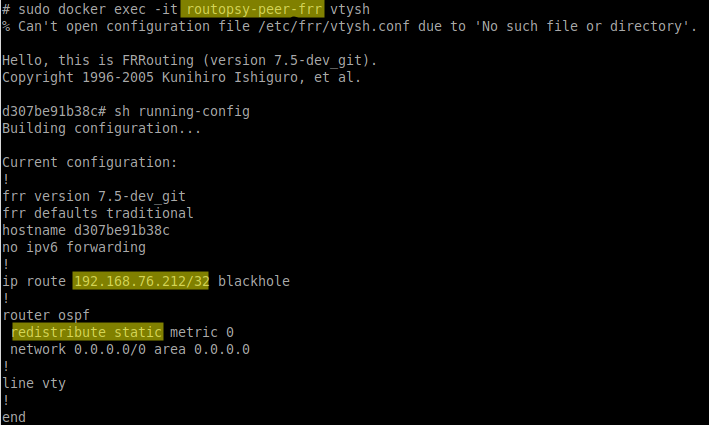 # sudo docker exec -it routopsy-peer-frr vtysh
% Can't open configuration file /etc/frr/vtysh.conf due to 'No such file or directory'.
Hello, this is FRRouting (version 7.5-dev_git).
Copyright 1996-2005 Kunihiro Ishiguro, et al.
d307be91b38c# sh running-config
Building configuration...
Current configuration:
!
frr version 7.5-dev_git
frr defaults traditional
hostname d307be91b38c
no ipv6 forwarding
!
ip route 192.168.76.212/32 blackhole
!
router ospf
 redistribute static metric 0
 network 0.0.0.0/0 area 0.0.0.0
!
line vty
!
end